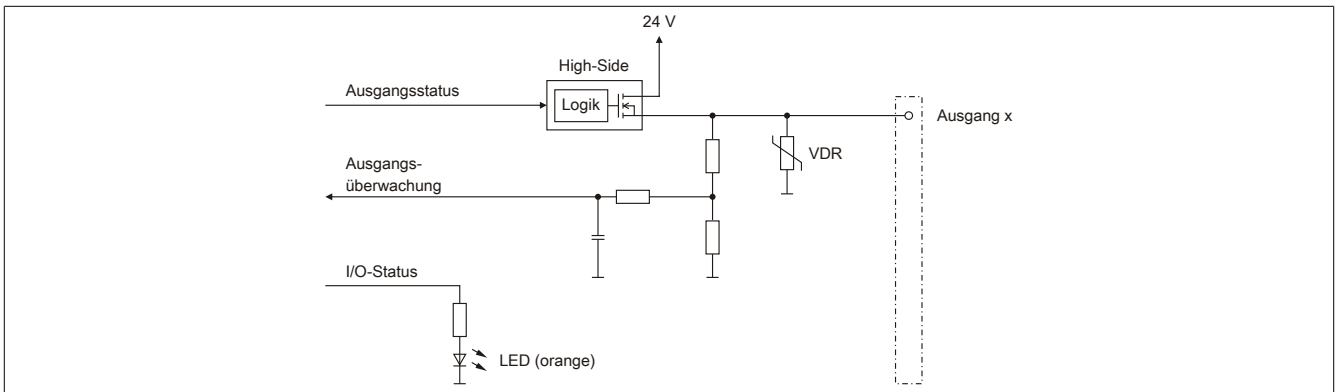 24 V
High-Side
Ausgangsstatus
Logik
Ausgang x
VDR
Ausgangs-
überwachung
I/O-Status
LED (orange)